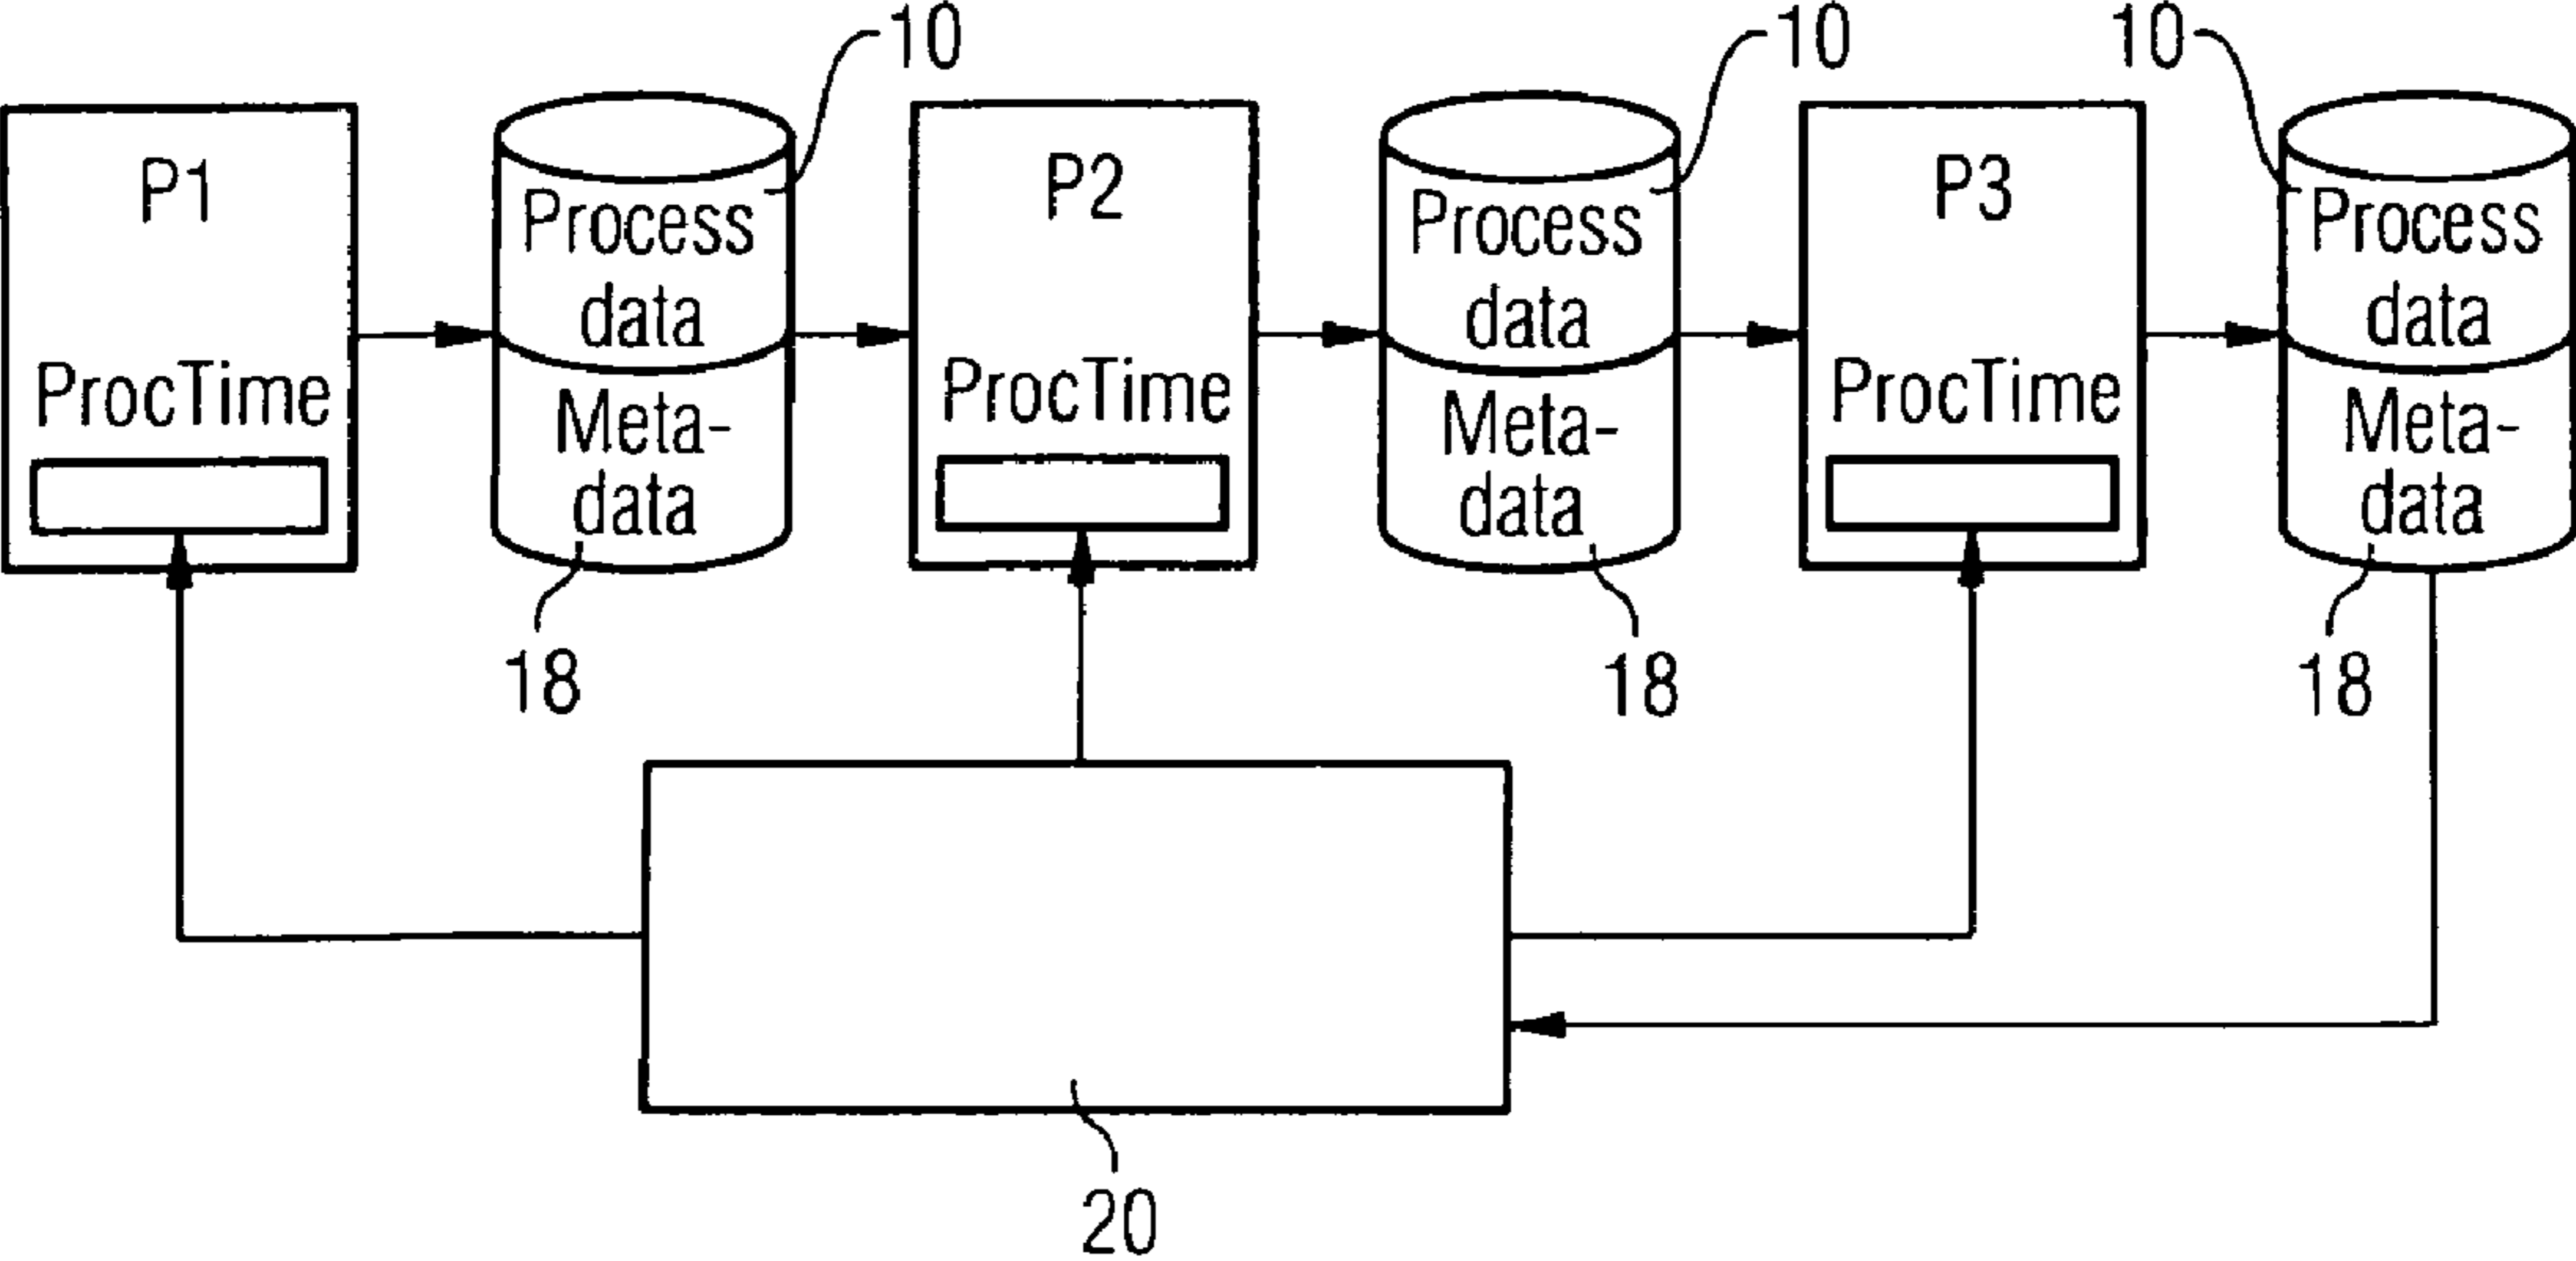 10
10
10
P1
ProcTime
Process
data
Meta-
data
18
P2
ProcTime
Process
data
Meta-
data
18
P3
ProcTime
Process
data
Meta-
data
18
20